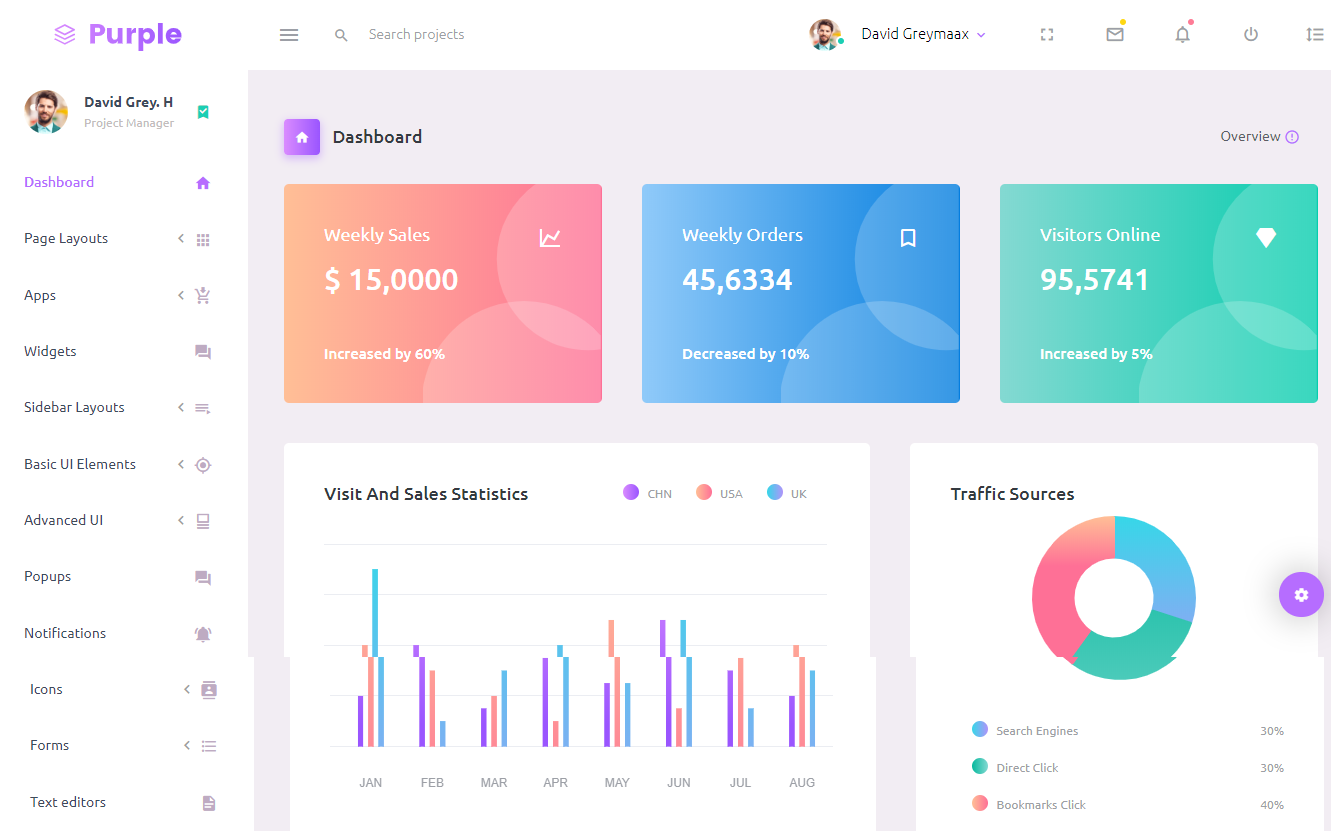 Purple
Search projects
David Greymaax
David Grey. H
Project Manager
Dashboard
Page Layouts
Apps
Widgets
Sidebar Layouts
Basic UI Elements
Advanced UI
Popups
Notifications
Icons
Forms
Text editors
Dashboard
Overview
Weekly Sales
$ 15,0000
Increased by 60%
Weekly Orders
45,6334
Decreased by 10%
Visitors Online
95,5741
Increased by 5%
Visit And Sales Statistics
CHN USA UK
JAN FEB MAR APR MAY JUN JUL AUG
Traffic Sources
Search Engines 30%
Direct Click 30%
Bookmarks Click 40%